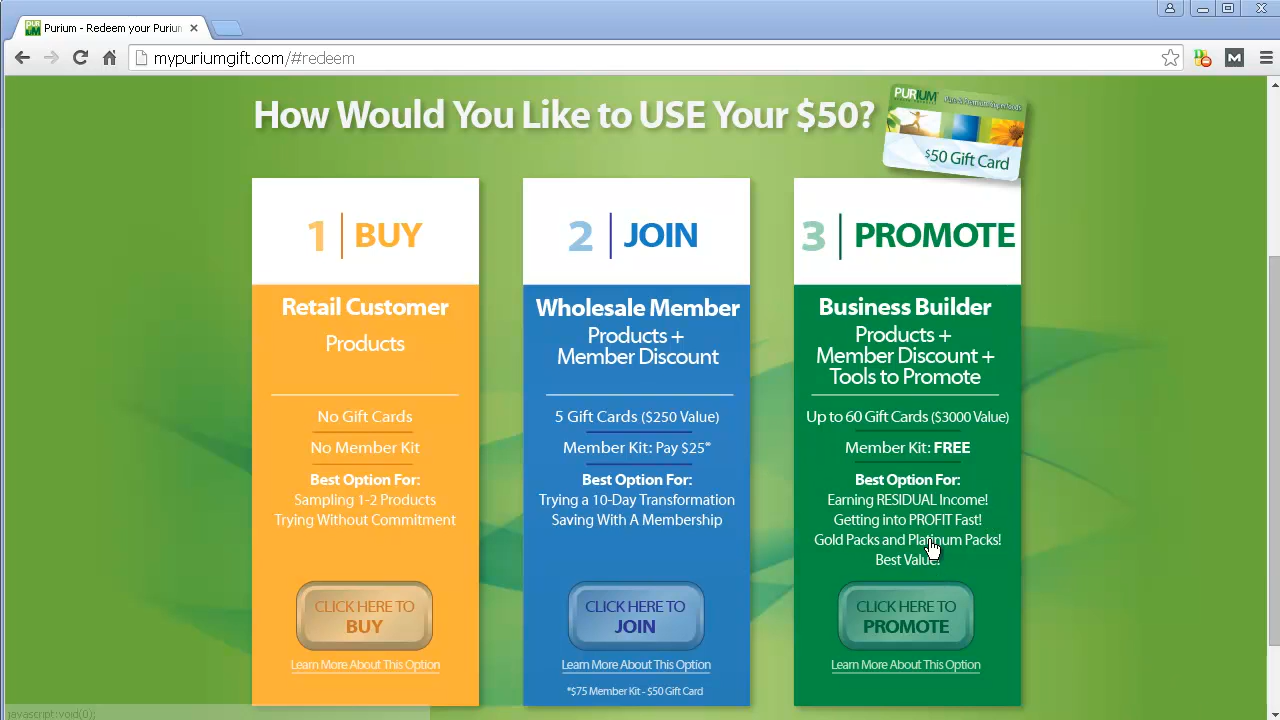 Purium - Redeem your Purium
mypuriumgift.com/#redeem
How Would You Like to USE Your $50?
PURIUM
$50 Gift Card
1 | BUY
Retail Customer
Products
No Gift Cards
No Member Kit
Best Option For:
Sampling 1-2 Products
Trying Without Commitment
CLICK HERE TO
BUY
Learn More About This Option
2 | JOIN
Wholesale Member
Products +
Member Discount
5 Gift Cards ($250 Value)
Member Kit: Pay $25*
Best Option For:
Trying a 10-Day Transformation
Saving With A Membership
CLICK HERE TO
JOIN
Learn More About This Option
*$75 Member Kit - $50 Gift Card
3 | PROMOTE
Business Builder
Products +
Member Discount +
Tools to Promote
Up to 60 Gift Cards ($3000 Value)
Member Kit: FREE
Best Option For:
Earning RESIDUAL Income!
Getting into PROFIT Fast!
Gold Packs and Platinum Packs!
Best Value!
CLICK HERE TO
PROMOTE
Learn More About This Option
javascript:void(0);